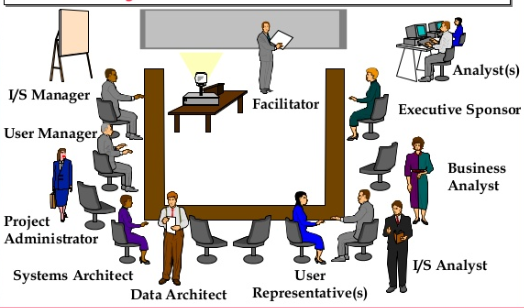 Analyst(s)
I/S Manager
Facilitator
Executive Sponsor
User Manager
Business
Analyst
Project
Administrator
I/S Analyst
Systems Architect
User
Representative(s)
Data Architect